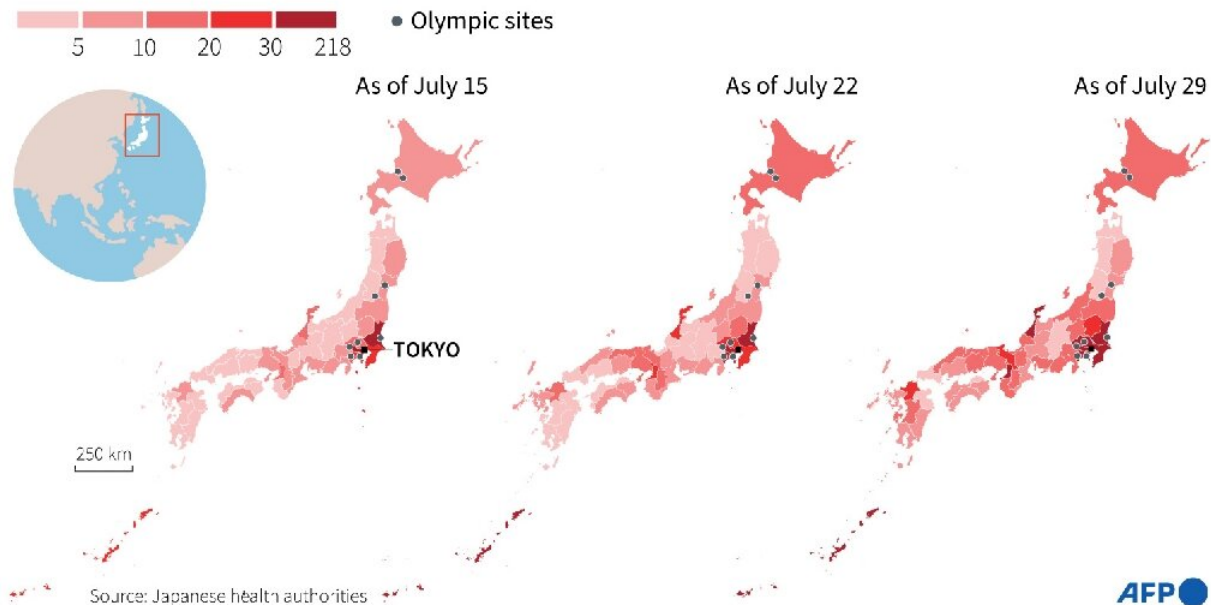 5 10 20 30 218
Olympic sites
As of July 15
As of July 22
As of July 29
TOKYO
250 km
Source: Japanese health authorities
AFP